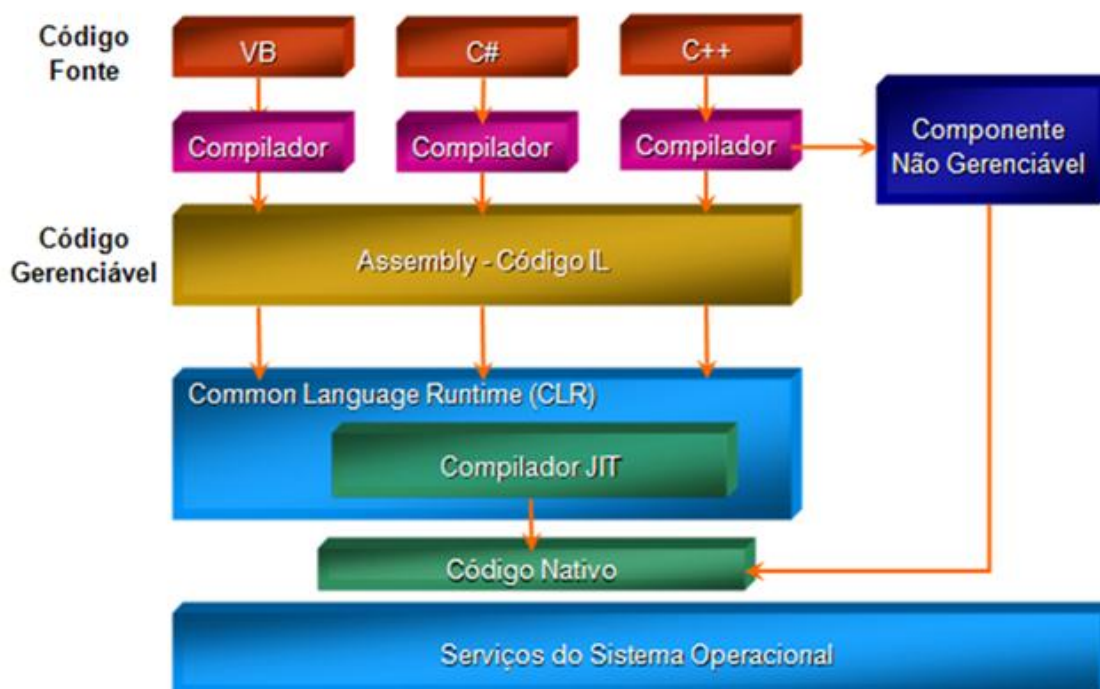 Código
Fonte
VB
C#
C++
Compilador
Compilador
Compilador
Componente
Não Gerenciável
Código
Gerenciável
Assembly - Código IL
Common Language Runtime (CLR)
Compilador JIT
Código Nativo
Serviços do Sistema Operacional